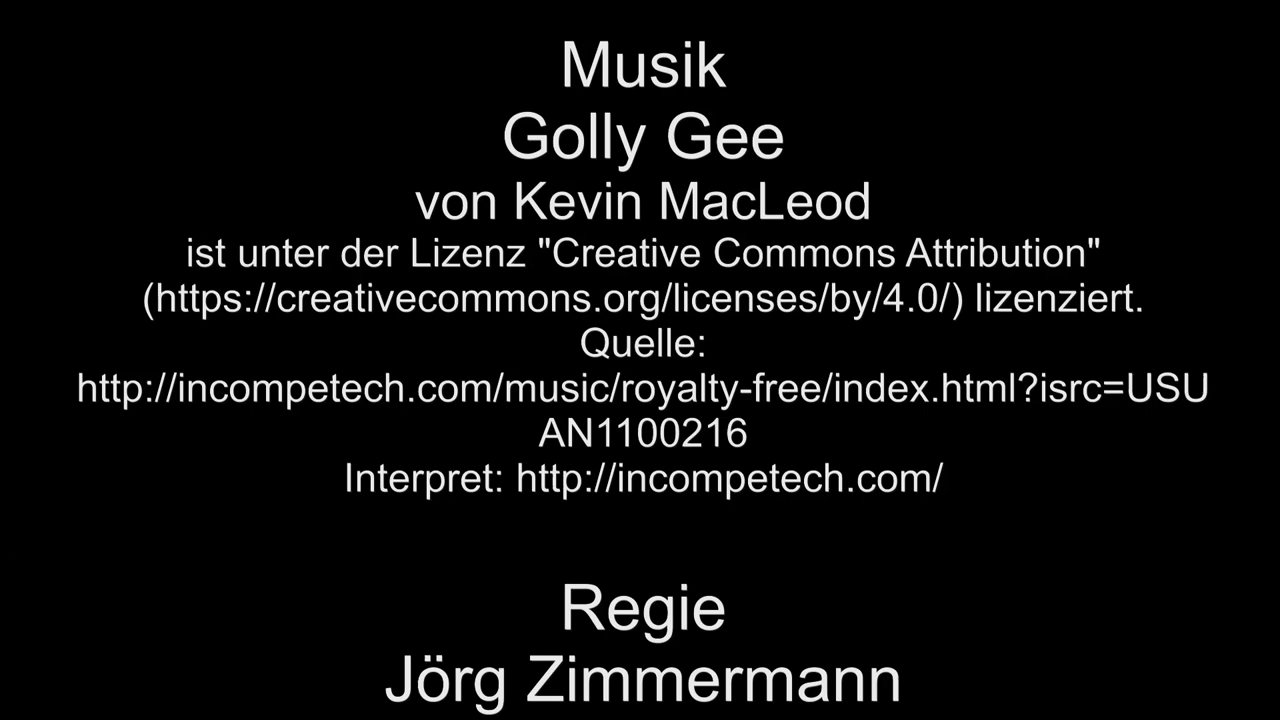 Musik
Golly Gee
von Kevin MacLeod
ist unter der Lizenz "Creative Commons Attribution"
(https://creativecommons.org/licenses/by/4.0/) lizenziert.
Quelle:
http://incompetech.com/music/royalty-free/index.html?isrc=USU
AN1100216
Interpret: http://incompetech.com/
Regie
Jörg Zimmermann